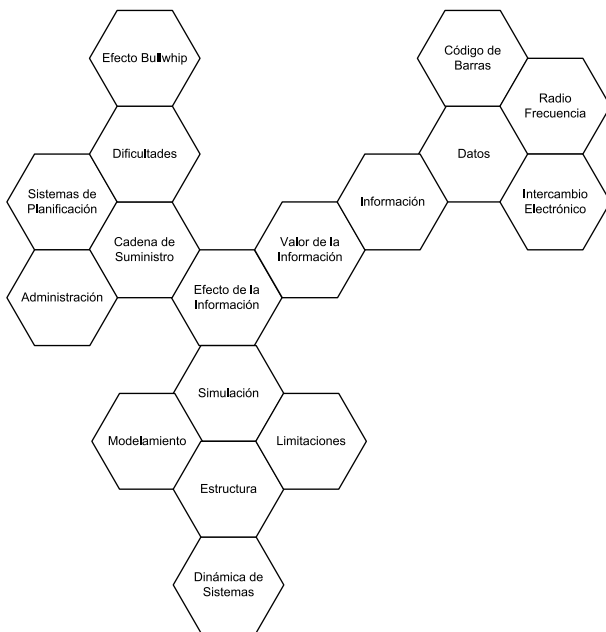 Efecto Bullwhip
Código de
Barras
Radio
Frecuencia
Dificultades
Datos
Sistemas de
Planificación
Intercambio
Electrónico
Información
Cadena de
Suministro
Valor de la
Información
Administración
Efecto de la
Información
Simulación
Modelamiento
Limitaciones
Estructura
Dinámica de
Sistemas